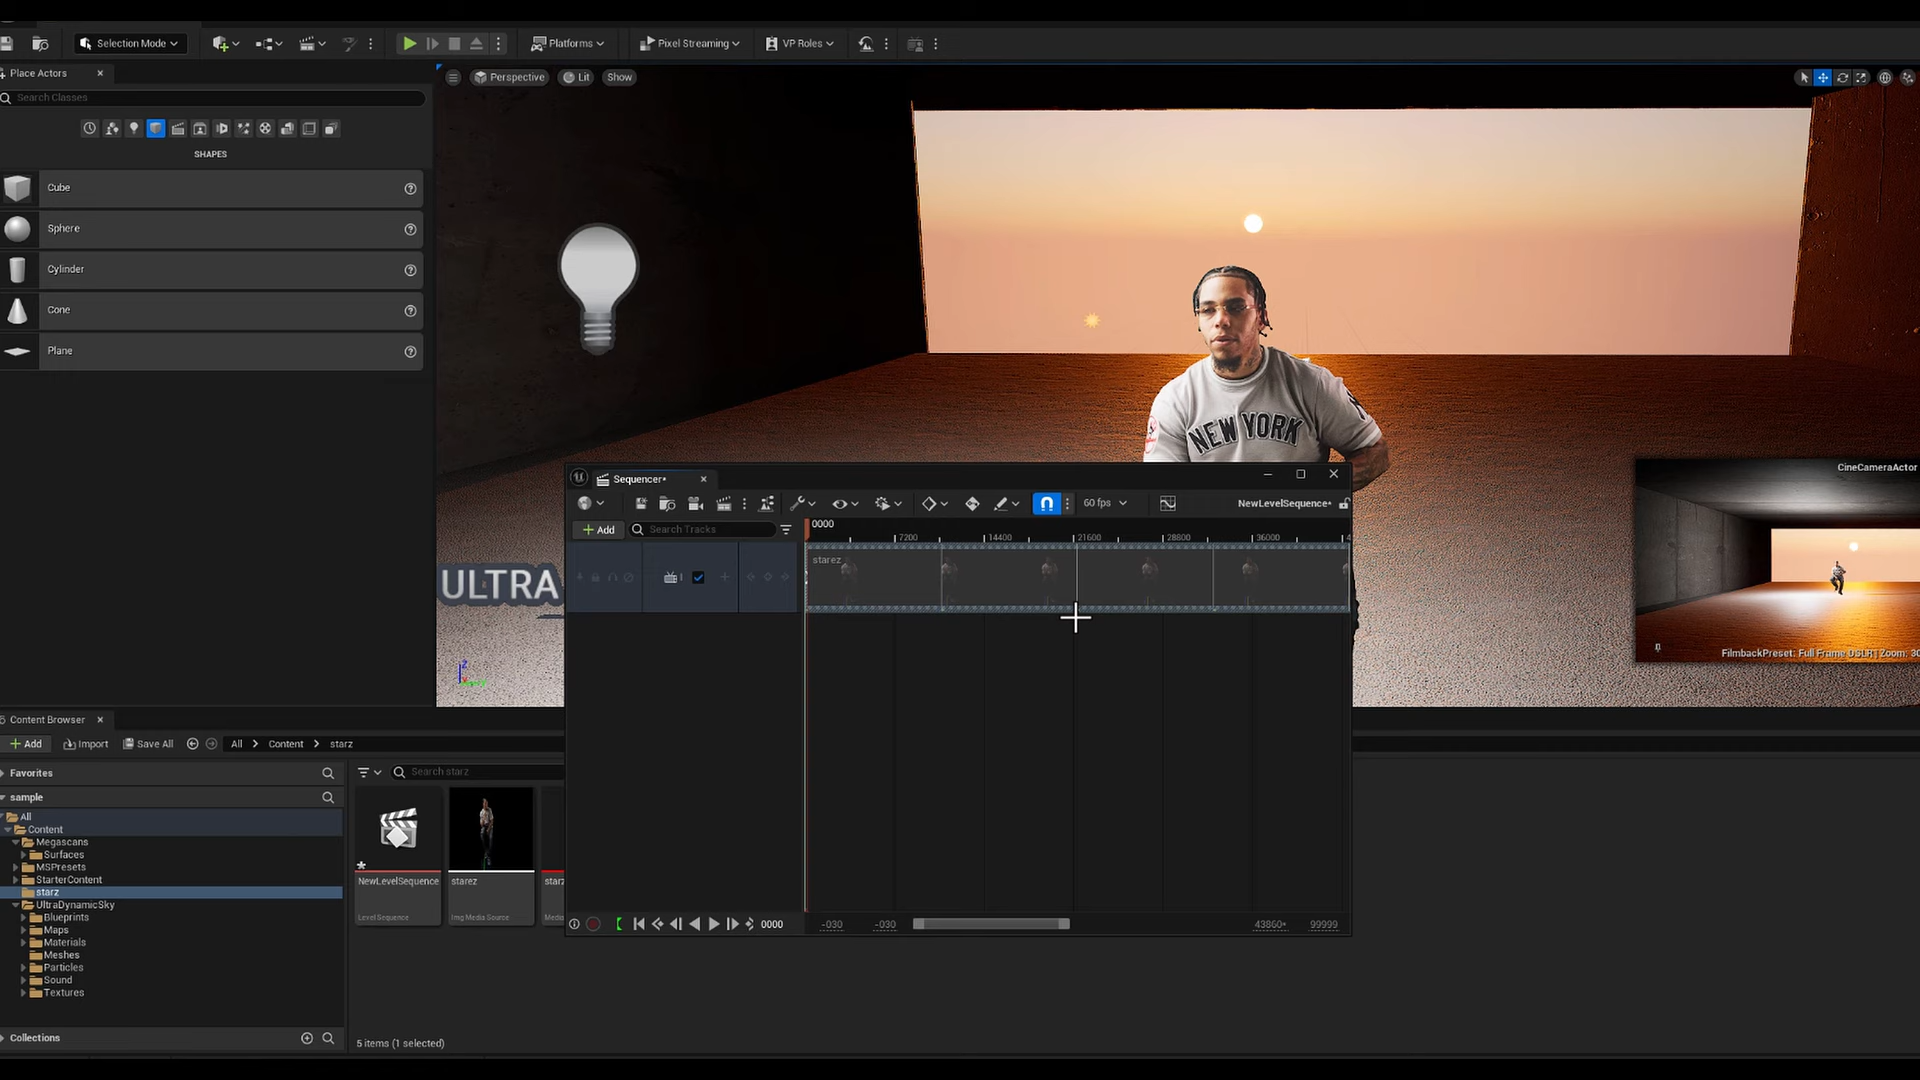 Selection Mode
Platforms
Pixel Streaming
VP Roles
Place Actors
Search Classes
SHAPES
Cube
Sphere
Cylinder
Cone
Plane
Perspective
Lit
Show
NEW YORK
ULTRA
CineCameraActor
FilmbackPreset: Full Frame DSLR | Zoom: 30
Sequencer*
60 fps
NewLevelSequence*
+ Add
Search Tracks
0000
7200
14400
21600
28800
36000
starez
0000
-030
-030
43860*
99999
Content Browser
+ Add
Import
Save All
All > Content > starz
Favorites
sample
All
Content
Megascans
Surfaces
MSPresets
StarterContent
starz
UltraDynamicSky
Blueprints
Maps
Materials
Meshes
Particles
Sound
Textures
Collections
Search starz
NewLevelSequence
Level Sequence
starez
Img Media Source
starz
5 items (1 selected)